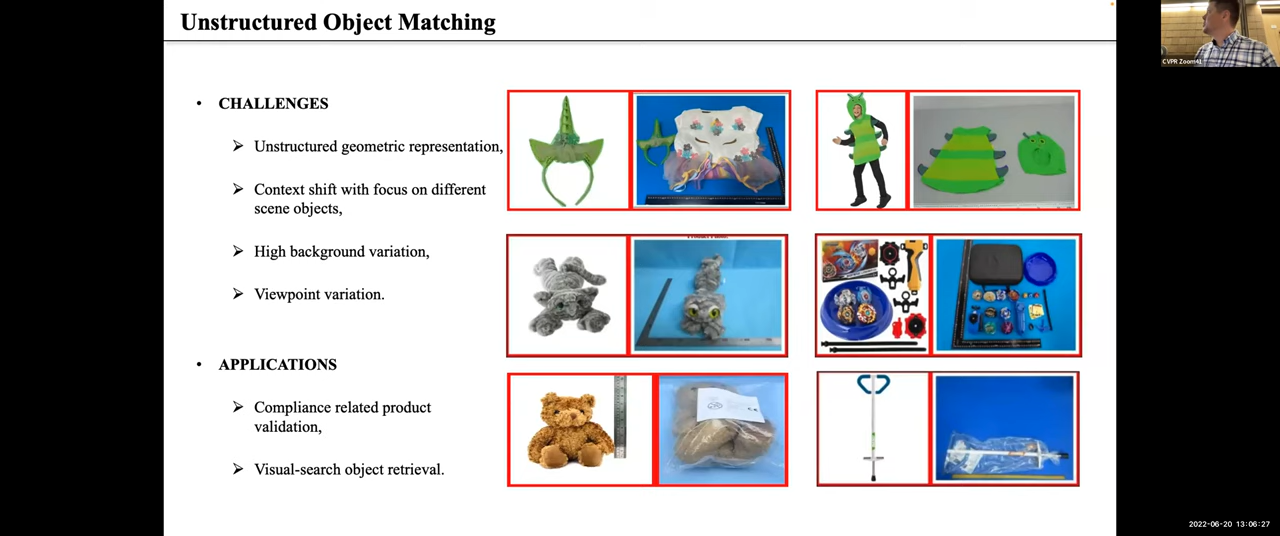 Unstructured Object Matching
• CHALLENGES
➢ Unstructured geometric representation,
➢ Context shift with focus on different
scene objects,
➢ High background variation,
➢ Viewpoint variation.
• APPLICATIONS
➢ Compliance related product
validation,
➢ Visual-search object retrieval.
CVPR Zoom41
2022-06-20 13:06:27